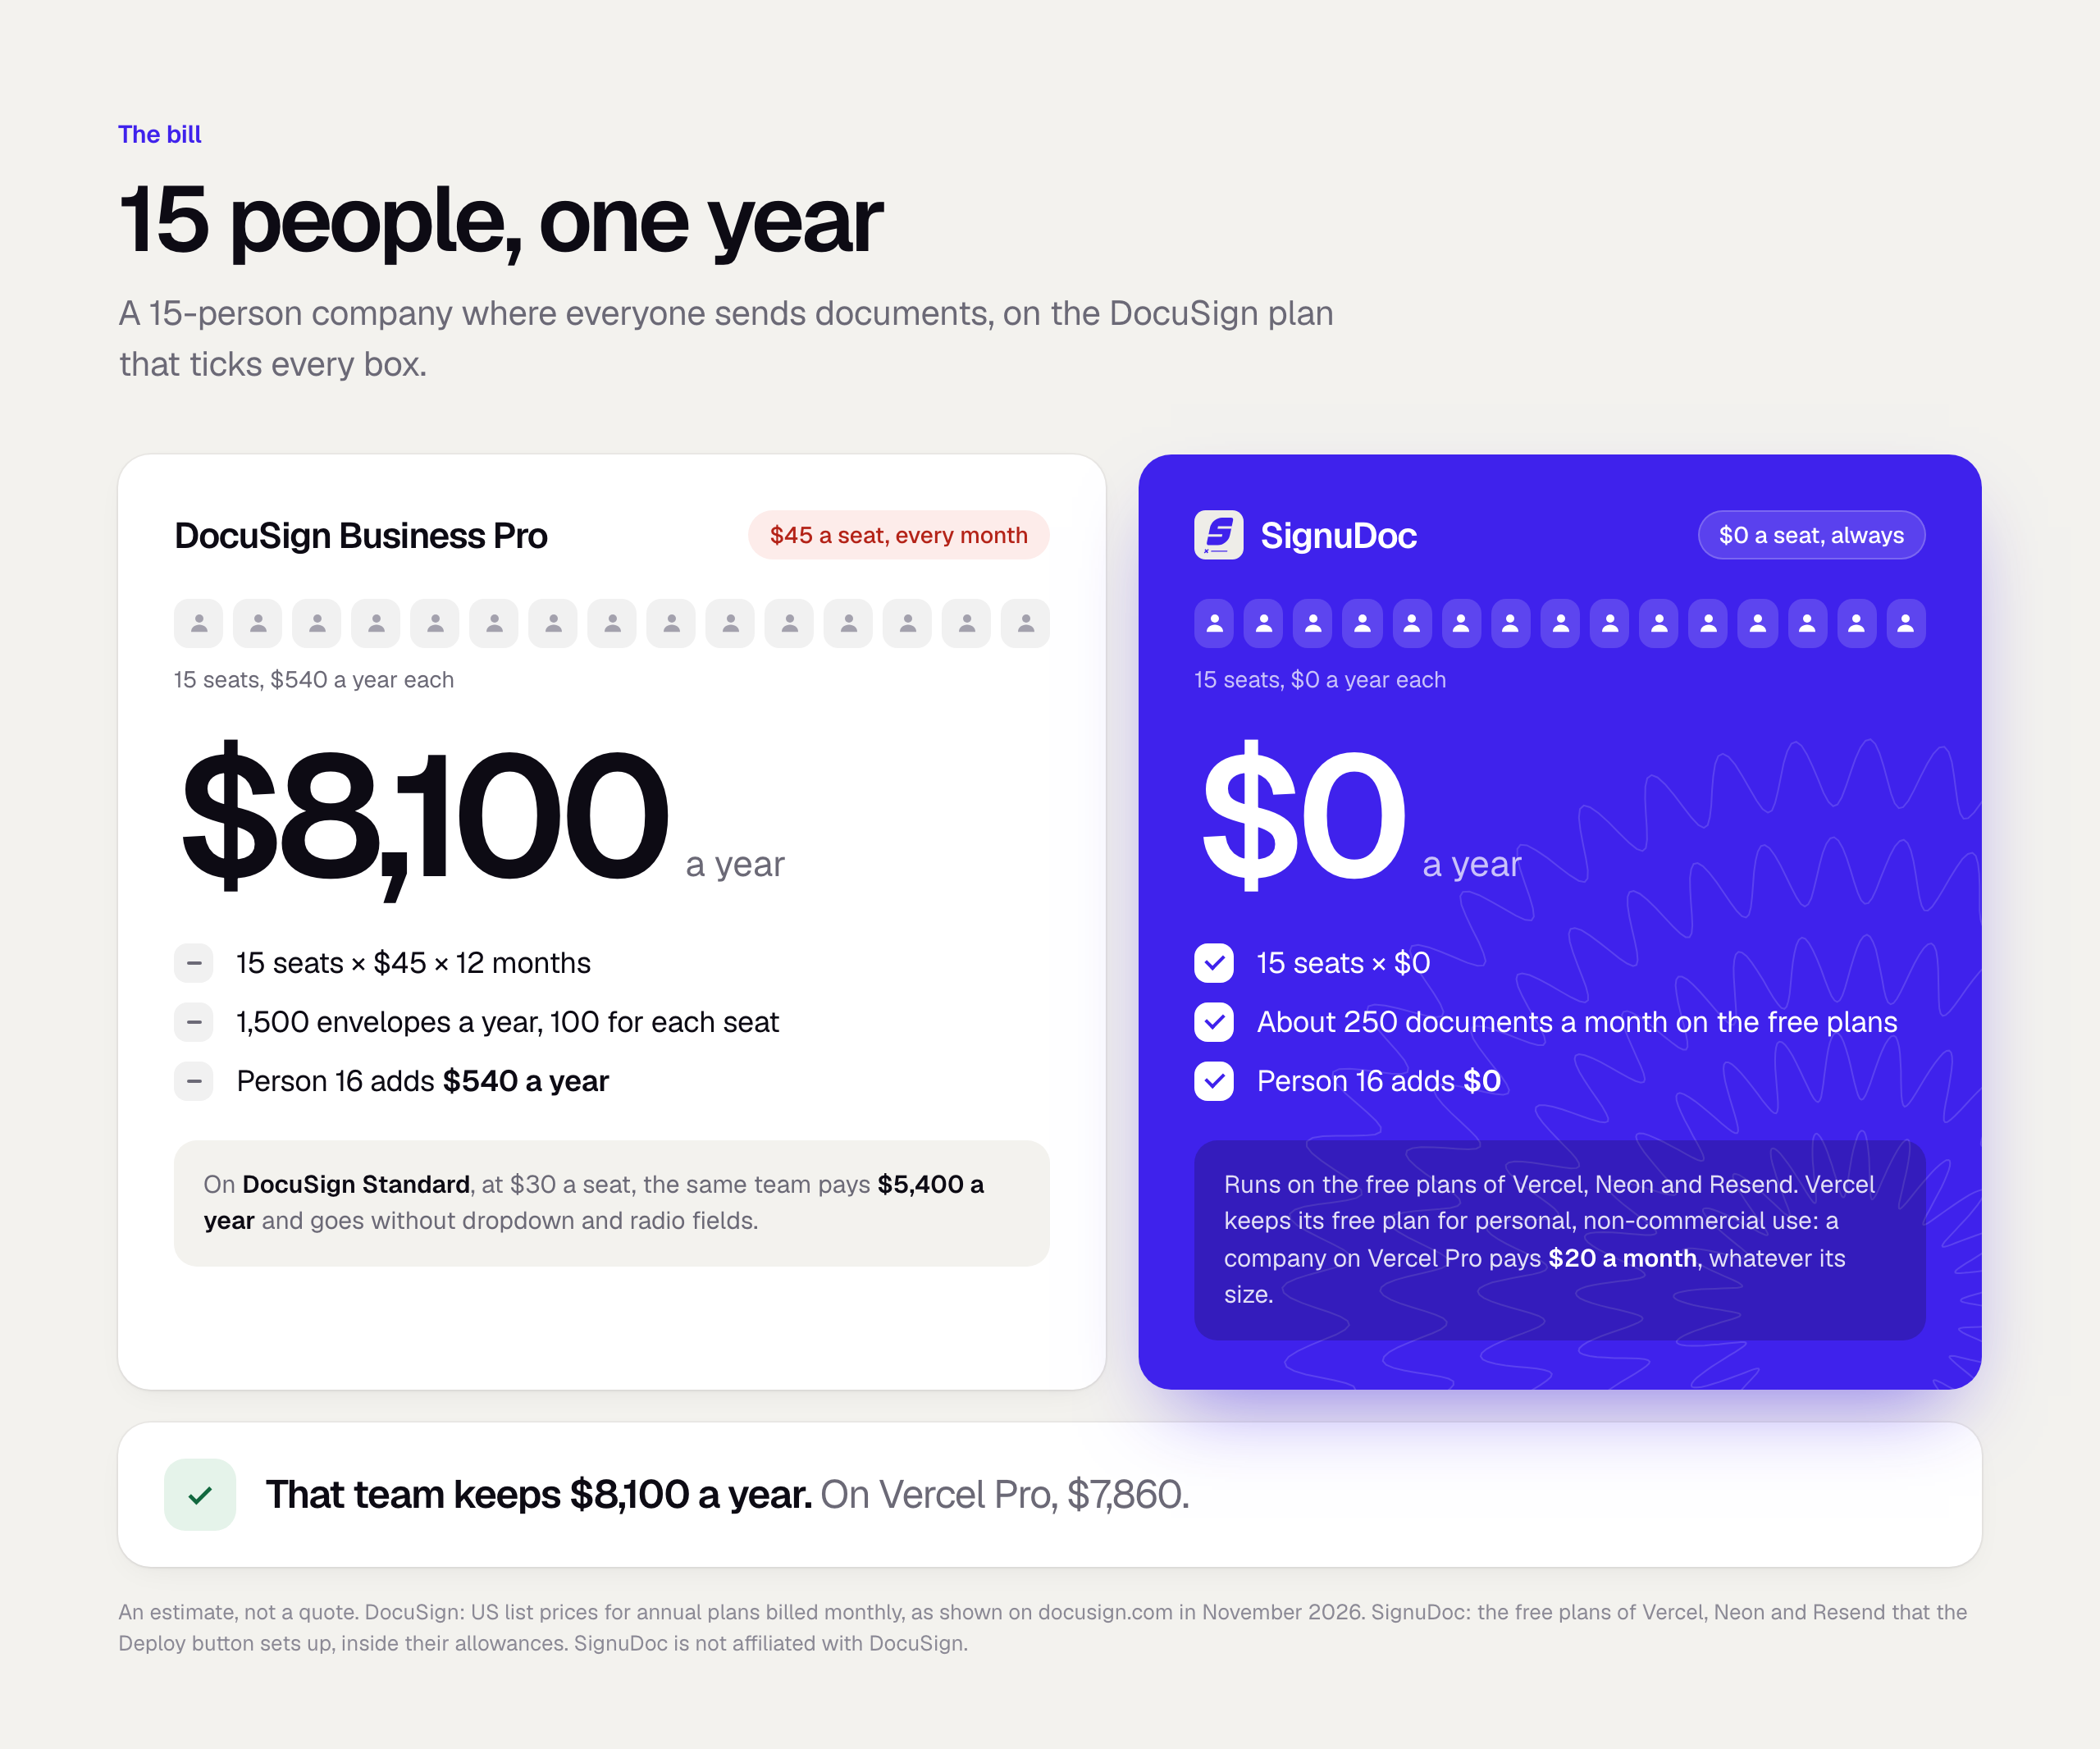 The bill
15 people, one year
A 15-person company where everyone sends documents, on the DocuSign plan
that ticks every box.
DocuSign Business Pro
$45 a seat, every month
15 seats, $540 a year each
$8,100 a year
15 seats × $45 × 12 months
1,500 envelopes a year, 100 for each seat
Person 16 adds $540 a year
On DocuSign Standard, at $30 a seat, the same team pays $5,400 a
year and goes without dropdown and radio fields.
SignuDoc
$0 a seat, always
15 seats, $0 a year each
$0 a year
15 seats × $0
About 250 documents a month on the free plans
Person 16 adds $0
Runs on the free plans of Vercel, Neon and Resend. Vercel
keeps its free plan for personal, non-commercial use: a
company on Vercel Pro pays $20 a month, whatever its
size.
That team keeps $8,100 a year. On Vercel Pro, $7,860.
An estimate, not a quote. DocuSign: US list prices for annual plans billed monthly, as shown on docusign.com in November 2026. SignuDoc: the free plans of Vercel, Neon and Resend that the
Deploy button sets up, inside their allowances. SignuDoc is not affiliated with DocuSign.